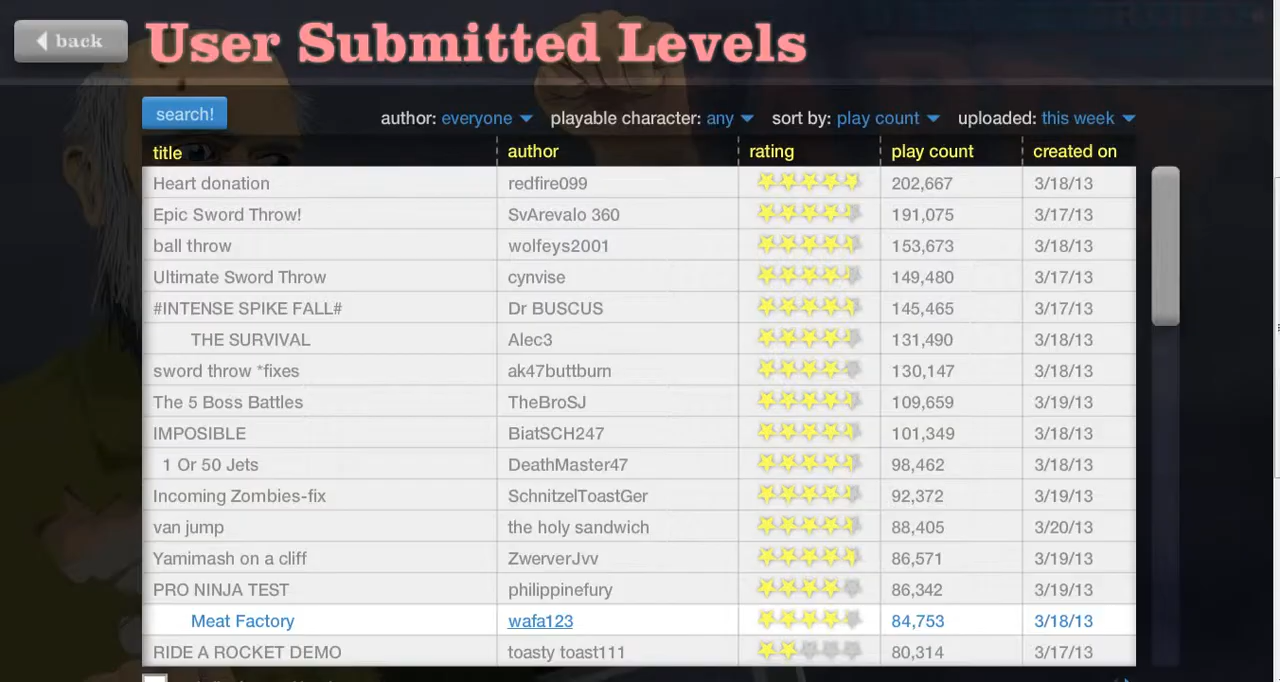 back
User Submitted Levels
search!
author: everyone playable character: any sort by: play count uploaded: this week
title author rating play count created on
Heart donation redfire099 202,667 3/18/13
Epic Sword Throw! SvArevalo 360 191,075 3/17/13
ball throw wolfeys2001 153,673 3/18/13
Ultimate Sword Throw cynvise 149,480 3/17/13
#INTENSE SPIKE FALL# Dr BUSCUS 145,465 3/17/13
THE SURVIVAL Alec3 131,490 3/18/13
sword throw *fixes ak47buttburn 130,147 3/18/13
The 5 Boss Battles TheBroSJ 109,659 3/19/13
IMPOSIBLE BiatSCH247 101,349 3/18/13
1 Or 50 Jets DeathMaster47 98,462 3/18/13
Incoming Zombies-fix SchnitzelToastGer 92,372 3/19/13
van jump the holy sandwich 88,405 3/20/13
Yamimash on a cliff ZwerverJvv 86,571 3/19/13
PRO NINJA TEST philippinefury 86,342 3/19/13
Meat Factory wafa123 84,753 3/18/13
RIDE A ROCKET DEMO toasty toast111 80,314 3/17/13